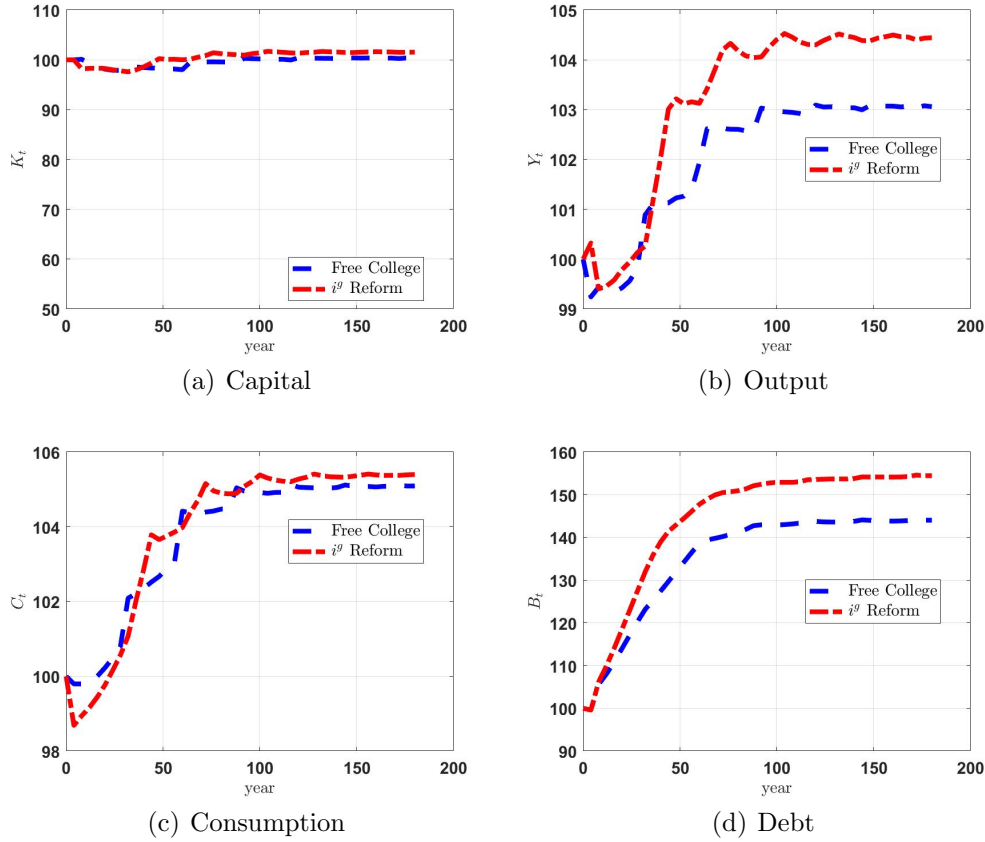 110
100
90
80
70
60
50
K_t
0 50 100 150 200
year
Free College
i^g Reform
(a) Capital
105
104
103
102
101
100
99
Y_t
0 50 100 150 200
year
Free College
i^g Reform
(b) Output
106
104
102
100
98
C_t
0 50 100 150 200
year
Free College
i^g Reform
(c) Consumption
160
150
140
130
120
110
100
90
B_t
0 50 100 150 200
year
Free College
i^g Reform
(d) Debt